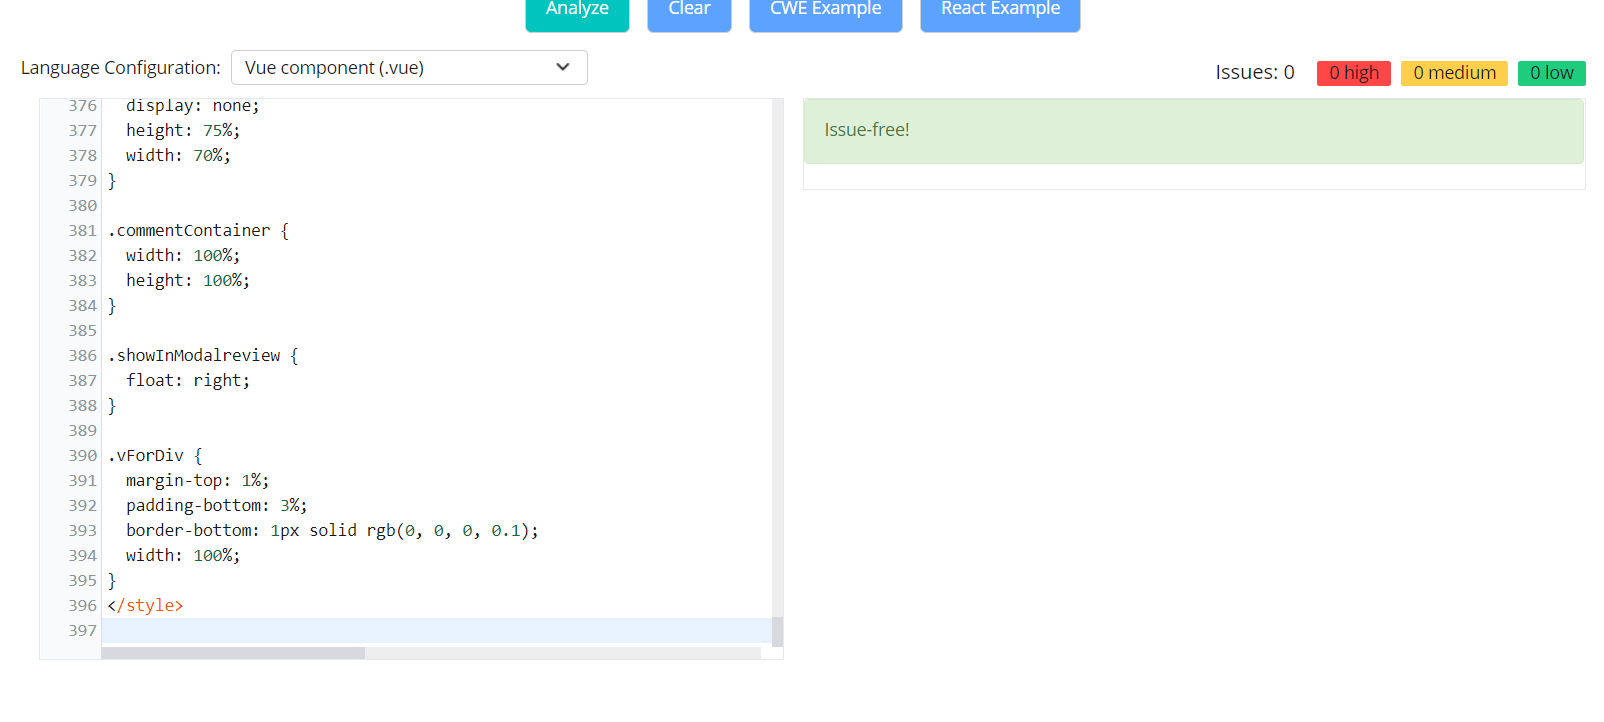 Analyze Clear CWE Example React Example
Language Configuration: Vue component (.vue) Issues: 0 0 high 0 medium 0 low
376 display: none;
377 height: 75%;
378 width: 70%;
379 }
380
381 .commentContainer {
382 width: 100%;
383 height: 100%;
384 }
385
386 .showInModalreview {
387 float: right;
388 }
389
390 .vForDiv {
391 margin-top: 1%;
392 padding-bottom: 3%;
393 border-bottom: 1px solid rgb(0, 0, 0, 0.1);
394 width: 100%;
395 }
396 </style>
397
Issue-free!